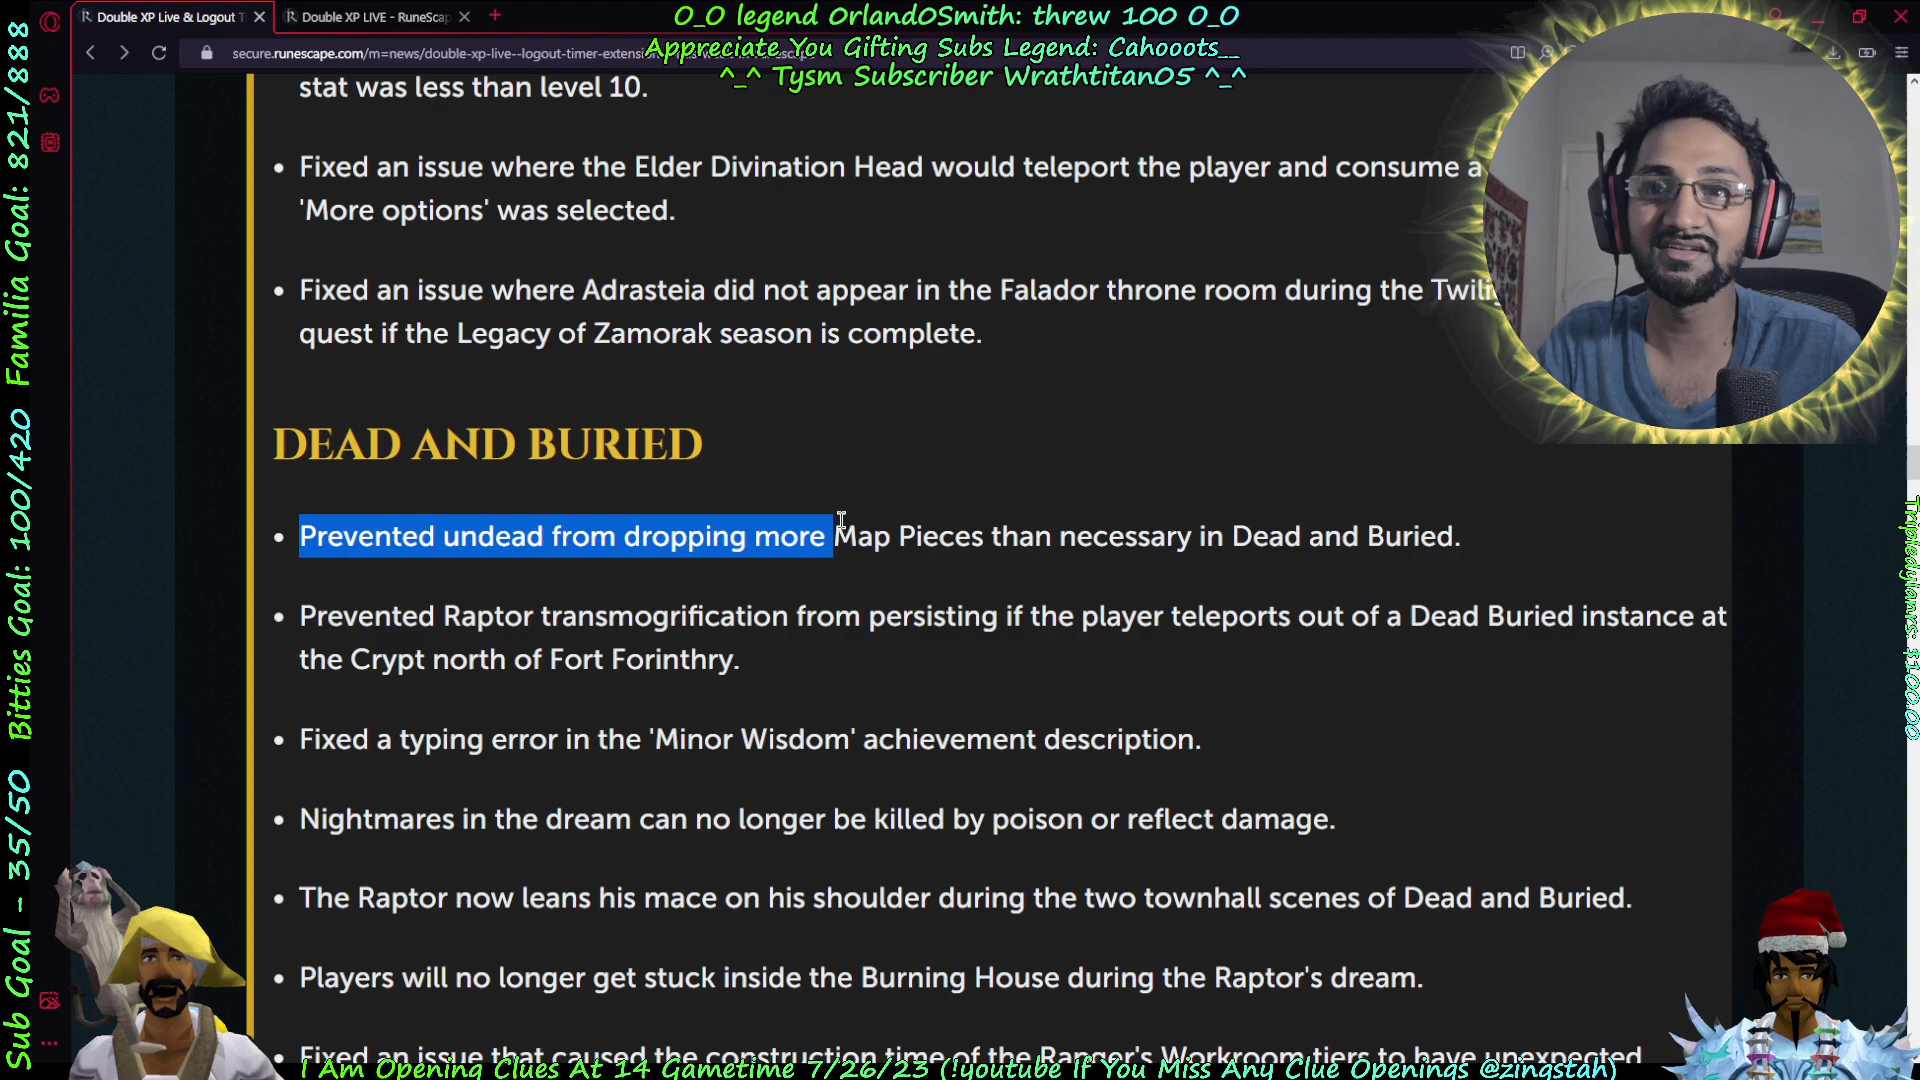 O_O legend OrlandOSmith: threw 100 O_O
Appreciate You Gifting Subs Legend: Cahooots__
^_^ Tysm Subscriber Wrathtitan05 ^_^
Double XP Live & Logout T
Double XP LIVE - RuneScap
secure.runescape.com/m=news/double-xp-live--logout-timer-extensi
stat was less than level 10.
• Fixed an issue where the Elder Divination Head would teleport the player and consume a
'More options' was selected.
• Fixed an issue where Adrasteia did not appear in the Falador throne room during the Twili
quest if the Legacy of Zamorak season is complete.
DEAD AND BURIED
• Prevented undead from dropping more Map Pieces than necessary in Dead and Buried.
• Prevented Raptor transmogrification from persisting if the player teleports out of a Dead Buried instance at
the Crypt north of Fort Forinthry.
• Fixed a typing error in the 'Minor Wisdom' achievement description.
• Nightmares in the dream can no longer be killed by poison or reflect damage.
• The Raptor now leans his mace on his shoulder during the two townhall scenes of Dead and Buried.
• Players will no longer get stuck inside the Burning House during the Raptor's dream.
• Fixed an issue that caused the construction time of the Ranger's Workroom tiers to have unexpected
I Am Opening Clues At 14 Gametime 7/26/23 (!youtube If You Miss Any Clue Openings @zingstah)
Sub Goal - 35/50 Bitties Goal: 100/420 Familia Goal: 821/888
Tripledyians: $100.00